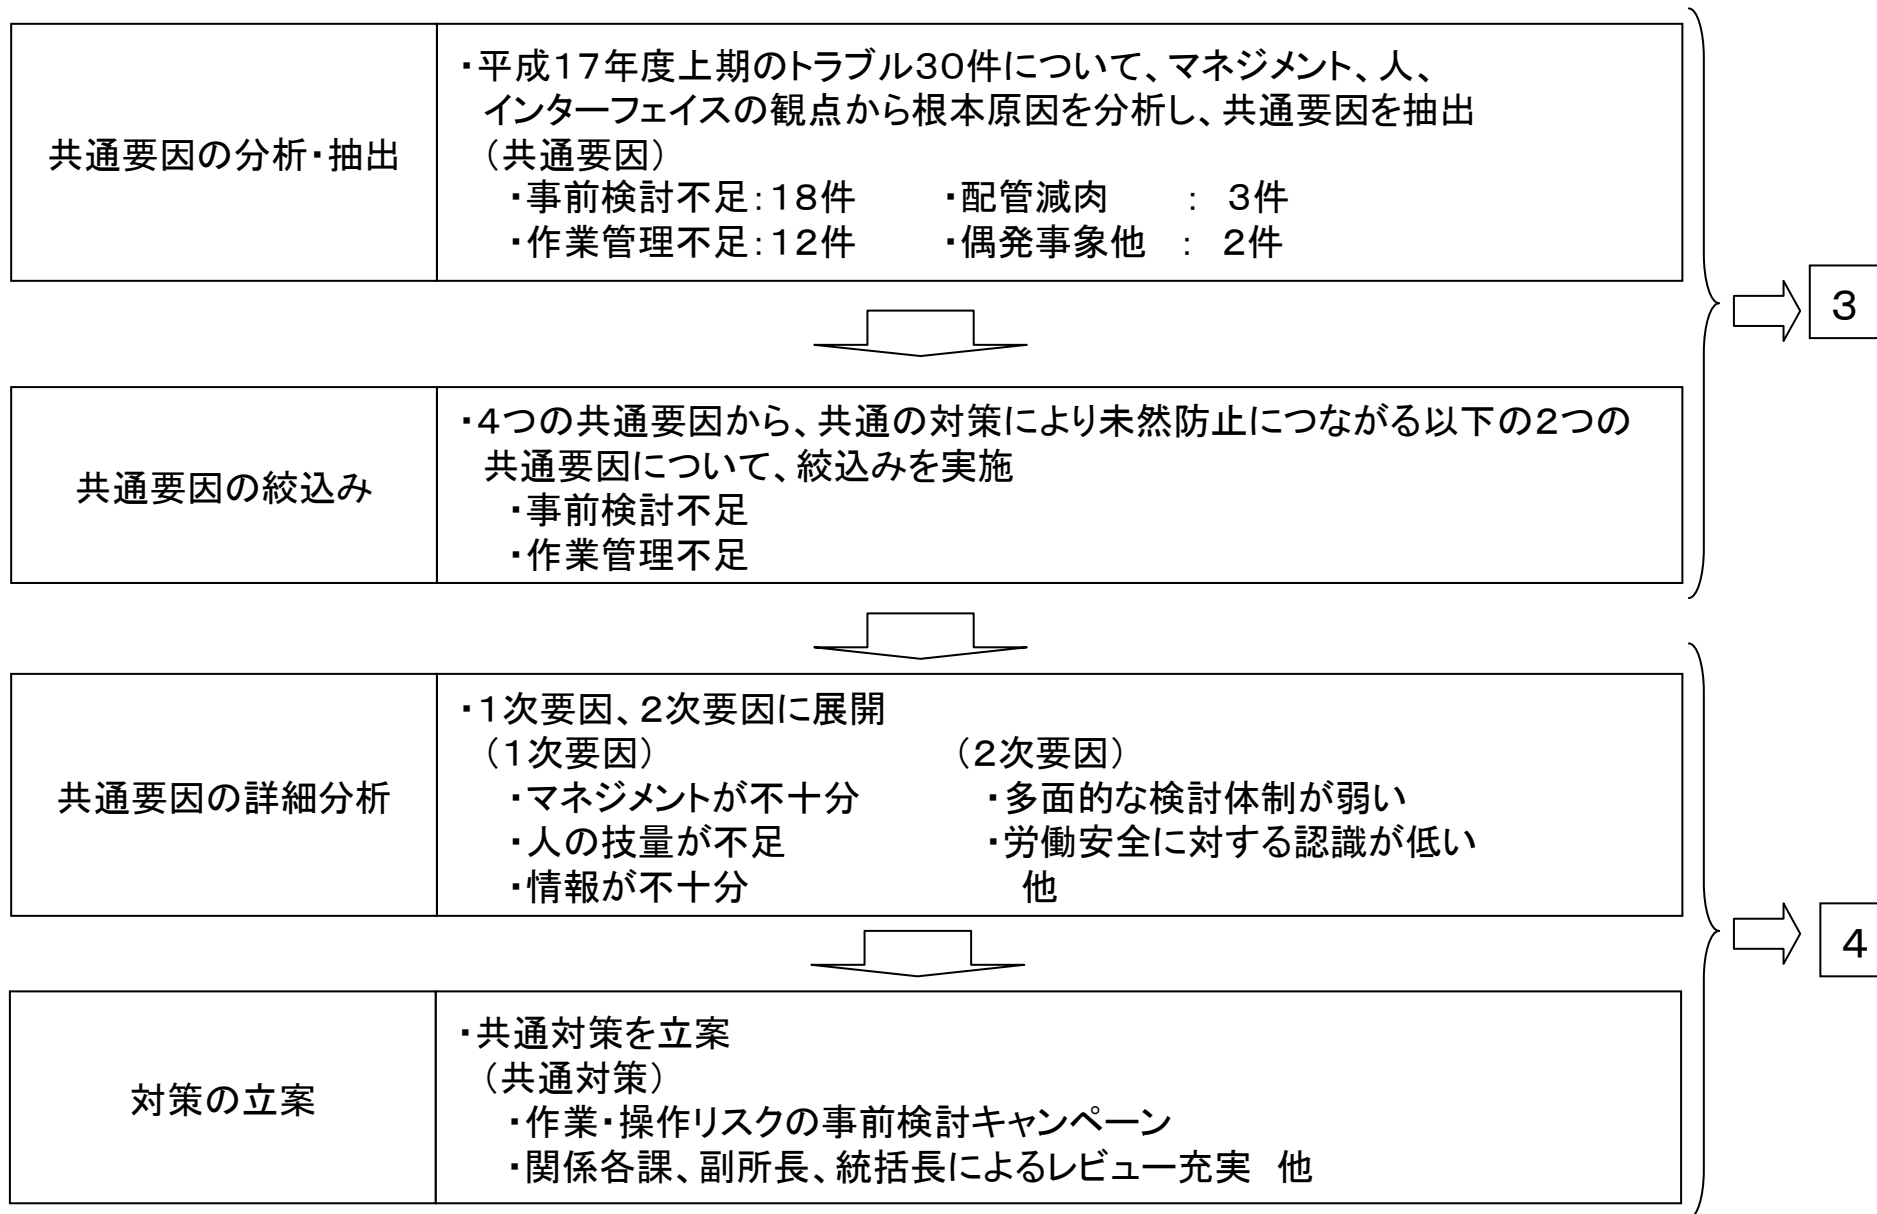 共通要因の分析・抽出
・平成17年度上期のトラブル30件について、マネジメント、人、
インターフェイスの観点から根本原因を分析し、共通要因を抽出
（共通要因）
・事前検討不足：18件　・配管減肉　：　3件
・作業管理不足：12件　・偶発事象他　：　2件
3
共通要因の絞込み
・4つの共通要因から、共通の対策により未然防止につながる以下の2つの
共通要因について、絞込みを実施
・事前検討不足
・作業管理不足
共通要因の詳細分析
・1次要因、2次要因に展開
（1次要因）　（2次要因）
・マネジメントが不十分　・多面的な検討体制が弱い
・人の技量が不足　・労働安全に対する認識が低い
・情報が不十分　他
4
対策の立案
・共通対策を立案
（共通対策）
・作業・操作リスクの事前検討キャンペーン
・関係各課、副所長、統括長によるレビュー充実　他